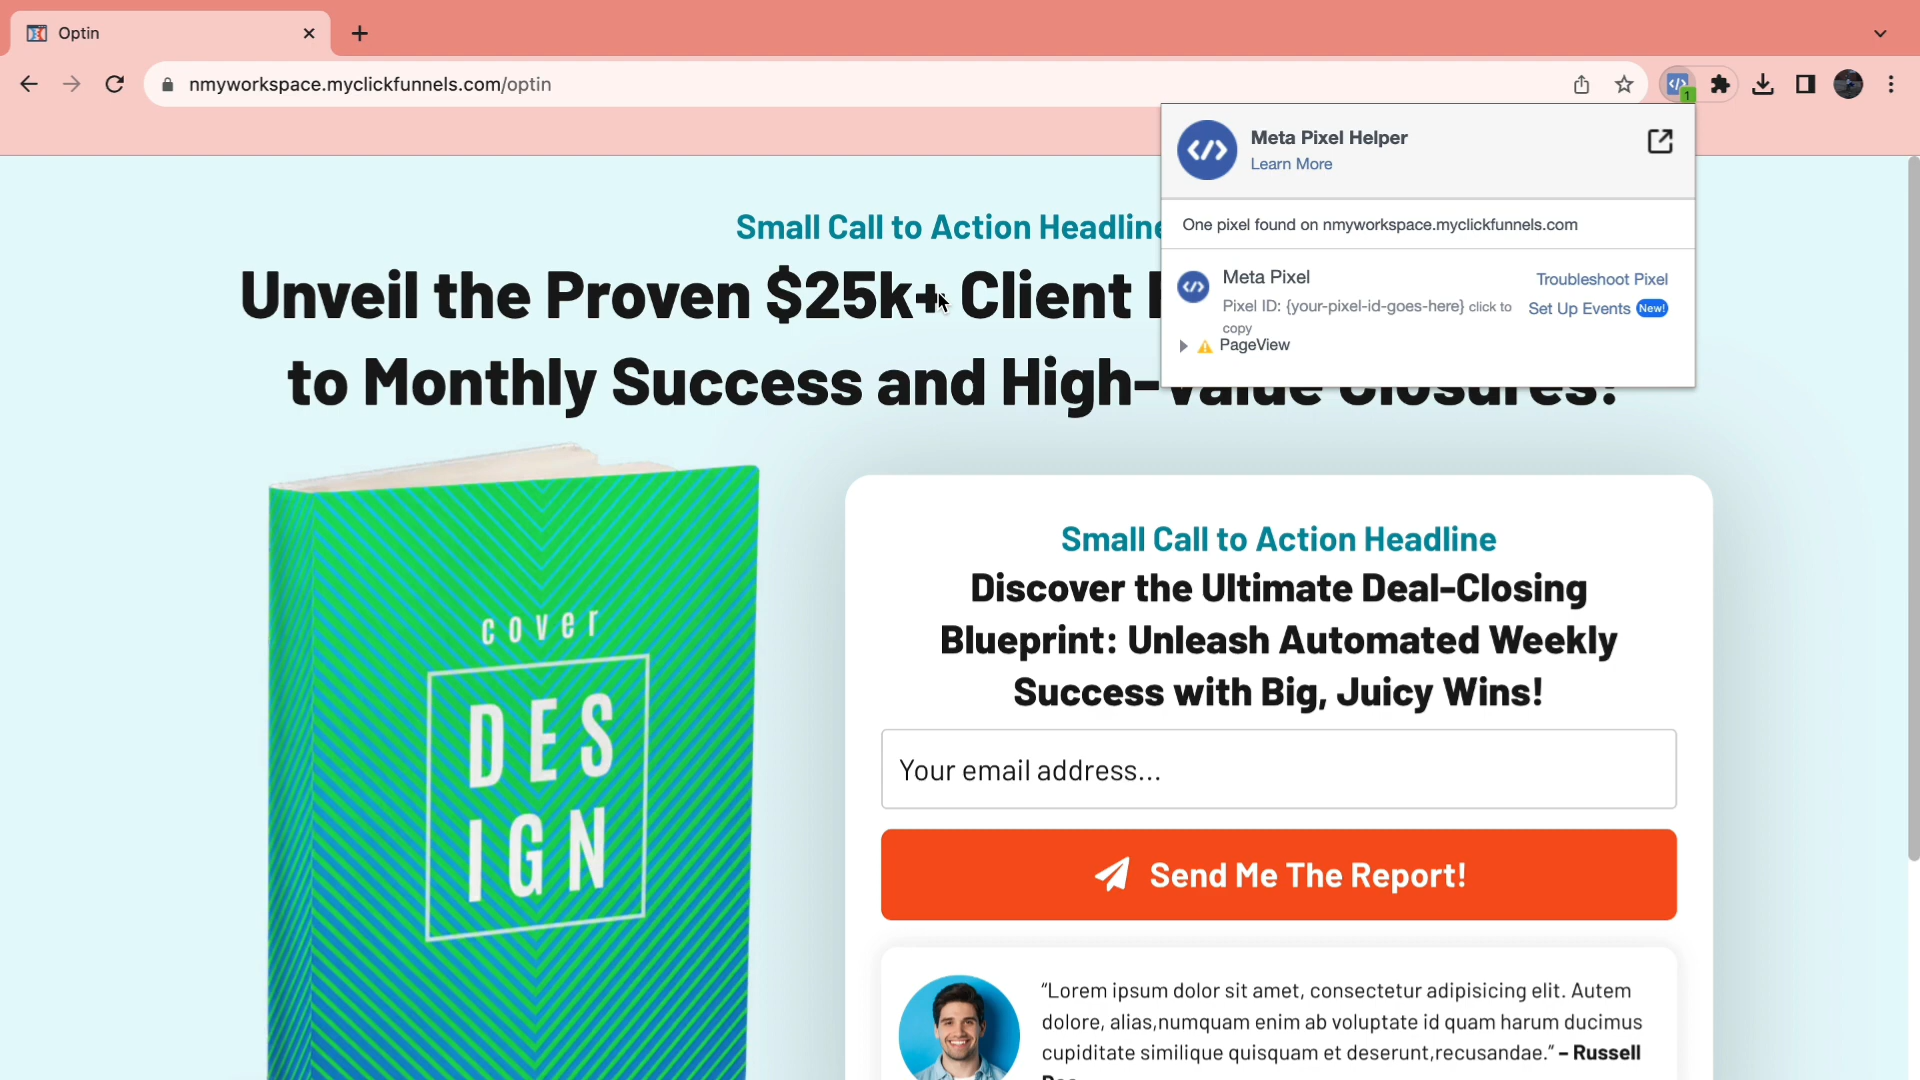 Optin
nmyworkspace.myclickfunnels.com/optin
1
Meta Pixel Helper
Learn More
One pixel found on nmyworkspace.myclickfunnels.com
Meta Pixel
Troubleshoot Pixel
Pixel ID: {your-pixel-id-goes-here} click to
copy
Set Up Events New!
PageView
Small Call to Action Headline
Unveil the Proven $25k+ Client
to Monthly Success and High-Value Closures!
cover
DES
IGN
Small Call to Action Headline
Discover the Ultimate Deal-Closing
Blueprint: Unleash Automated Weekly
Success with Big, Juicy Wins!
Your email address...
Send Me The Report!
“Lorem ipsum dolor sit amet, consectetur adipisicing elit. Autem
dolore, alias,numquam enim ab voluptate id quam harum ducimus
cupiditate similique quisquam et deserunt,recusandae.” – Russell